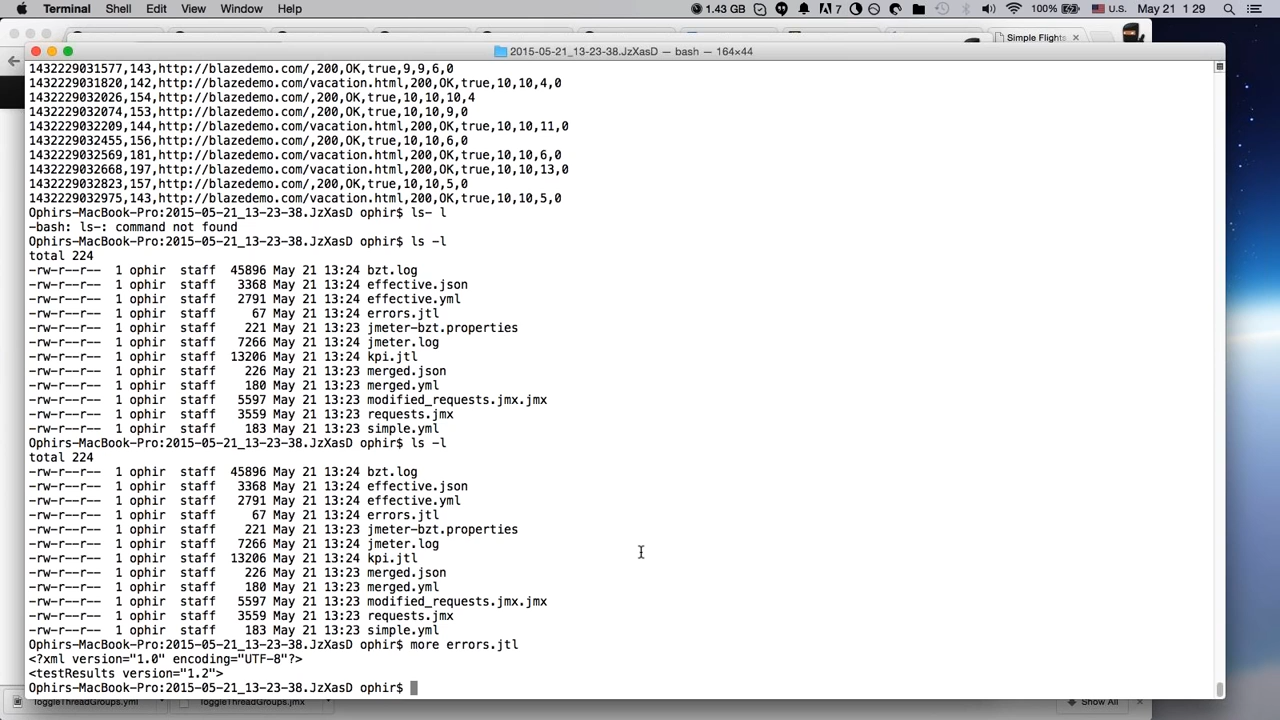 Terminal Shell Edit View Window Help 1.43 GB 7 100% U.S. May 21 1 29
Simple Flights
2015-05-21_13-23-38.JzXasD — bash — 164×44
1432229031577,143,http://blazedemo.com/,200,OK,true,9,9,6,0
1432229031820,142,http://blazedemo.com/vacation.html,200,OK,true,10,10,4,0
1432229032026,154,http://blazedemo.com/,200,OK,true,10,10,10,4
1432229032074,153,http://blazedemo.com/,200,OK,true,10,10,9,0
1432229032209,144,http://blazedemo.com/vacation.html,200,OK,true,10,10,11,0
1432229032455,156,http://blazedemo.com/,200,OK,true,10,10,6,0
1432229032569,181,http://blazedemo.com/vacation.html,200,OK,true,10,10,6,0
1432229032668,197,http://blazedemo.com/vacation.html,200,OK,true,10,10,13,0
1432229032823,157,http://blazedemo.com/,200,OK,true,10,10,5,0
1432229032975,143,http://blazedemo.com/vacation.html,200,OK,true,10,10,5,0
Ophirs-MacBook-Pro:2015-05-21_13-23-38.JzXasD ophir$ ls- l
-bash: ls-: command not found
Ophirs-MacBook-Pro:2015-05-21_13-23-38.JzXasD ophir$ ls -l
total 224
-rw-r--r-- 1 ophir staff 45896 May 21 13:24 bzt.log
-rw-r--r-- 1 ophir staff 3368 May 21 13:24 effective.json
-rw-r--r-- 1 ophir staff 2791 May 21 13:24 effective.yml
-rw-r--r-- 1 ophir staff 67 May 21 13:24 errors.jtl
-rw-r--r-- 1 ophir staff 221 May 21 13:23 jmeter-bzt.properties
-rw-r--r-- 1 ophir staff 7266 May 21 13:24 jmeter.log
-rw-r--r-- 1 ophir staff 13206 May 21 13:24 kpi.jtl
-rw-r--r-- 1 ophir staff 226 May 21 13:23 merged.json
-rw-r--r-- 1 ophir staff 180 May 21 13:23 merged.yml
-rw-r--r-- 1 ophir staff 5597 May 21 13:23 modified_requests.jmx.jmx
-rw-r--r-- 1 ophir staff 3559 May 21 13:23 requests.jmx
-rw-r--r-- 1 ophir staff 183 May 21 13:23 simple.yml
Ophirs-MacBook-Pro:2015-05-21_13-23-38.JzXasD ophir$ ls -l
total 224
-rw-r--r-- 1 ophir staff 45896 May 21 13:24 bzt.log
-rw-r--r-- 1 ophir staff 3368 May 21 13:24 effective.json
-rw-r--r-- 1 ophir staff 2791 May 21 13:24 effective.yml
-rw-r--r-- 1 ophir staff 67 May 21 13:24 errors.jtl
-rw-r--r-- 1 ophir staff 221 May 21 13:23 jmeter-bzt.properties
-rw-r--r-- 1 ophir staff 7266 May 21 13:24 jmeter.log
-rw-r--r-- 1 ophir staff 13206 May 21 13:24 kpi.jtl
-rw-r--r-- 1 ophir staff 226 May 21 13:23 merged.json
-rw-r--r-- 1 ophir staff 180 May 21 13:23 merged.yml
-rw-r--r-- 1 ophir staff 5597 May 21 13:23 modified_requests.jmx.jmx
-rw-r--r-- 1 ophir staff 3559 May 21 13:23 requests.jmx
-rw-r--r-- 1 ophir staff 183 May 21 13:23 simple.yml
Ophirs-MacBook-Pro:2015-05-21_13-23-38.JzXasD ophir$ more errors.jtl
<?xml version="1.0" encoding="UTF-8"?>
<testResults version="1.2">
Ophirs-MacBook-Pro:2015-05-21_13-23-38.JzXasD ophir$
ToggleThreadGroups.yml ToggleThreadGroups.jmx Show All